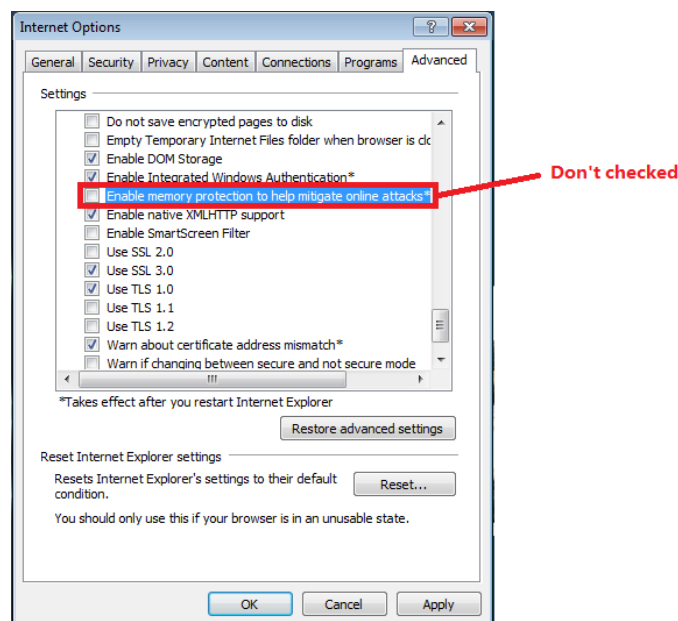 Internet Options
General Security Privacy Content Connections Programs Advanced
Settings
Do not save encrypted pages to disk
Empty Temporary Internet Files folder when browser is clo
Enable DOM Storage
Enable Integrated Windows Authentication*
Enable memory protection to help mitigate online attacks*
Don't checked
Enable native XMLHTTP support
Enable SmartScreen Filter
Use SSL 2.0
Use SSL 3.0
Use TLS 1.0
Use TLS 1.1
Use TLS 1.2
Warn about certificate address mismatch*
Warn if changing between secure and not secure mode
*Takes effect after you restart Internet Explorer
Restore advanced settings
Reset Internet Explorer settings
Resets Internet Explorer's settings to their default
condition.
Reset...
You should only use this if your browser is in an unusable state.
OK Cancel Apply